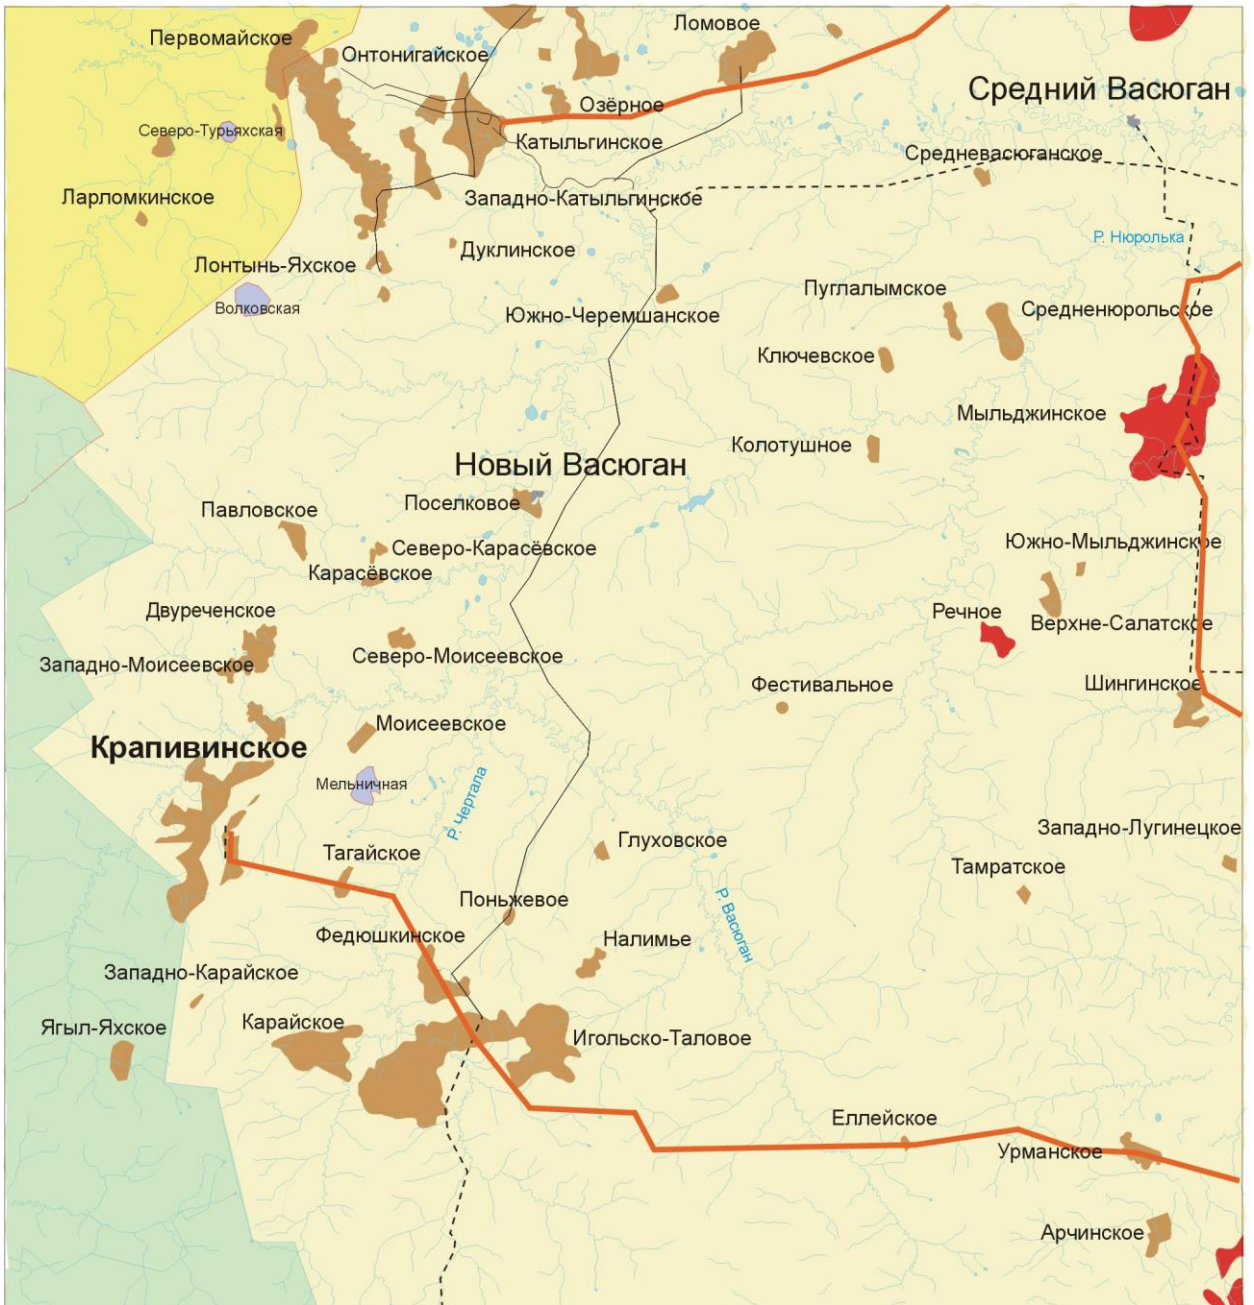 Ломовое
Первомайское
Онтонигайское
Средний Васюган
Озёрное
Северо-Турьяхская
Катыльгинское
Средневасюганское
Ларломкинское
Западно-Катыльгинское
Р. Нюролька
Дуклинское
Лонтынь-Яхское
Пуглалымское
Волковская
Южно-Черемшанское
Средненюрольское
Ключевское
Мыльджинское
Колотушное
Новый Васюган
Поселковое
Павловское
Южно-Мыльджинское
Северо-Карасёвское
Карасёвское
Двуреченское
Речное
Верхне-Салатское
Северо-Моисеевское
Западно-Моисеевское
Фестивальное
Шингинское
Моисеевское
Крапивинское
Мельничная
Р. Чертала
Западно-Лугинецкое
Глуховское
Тагайское
Тамратское
Поньжевое
Р. Васюган
Федюшкинское
Налимье
Западно-Карайское
Карайское
Ягыл-Яхское
Игольско-Таловое
Еллейское
Урманское
Арчинское